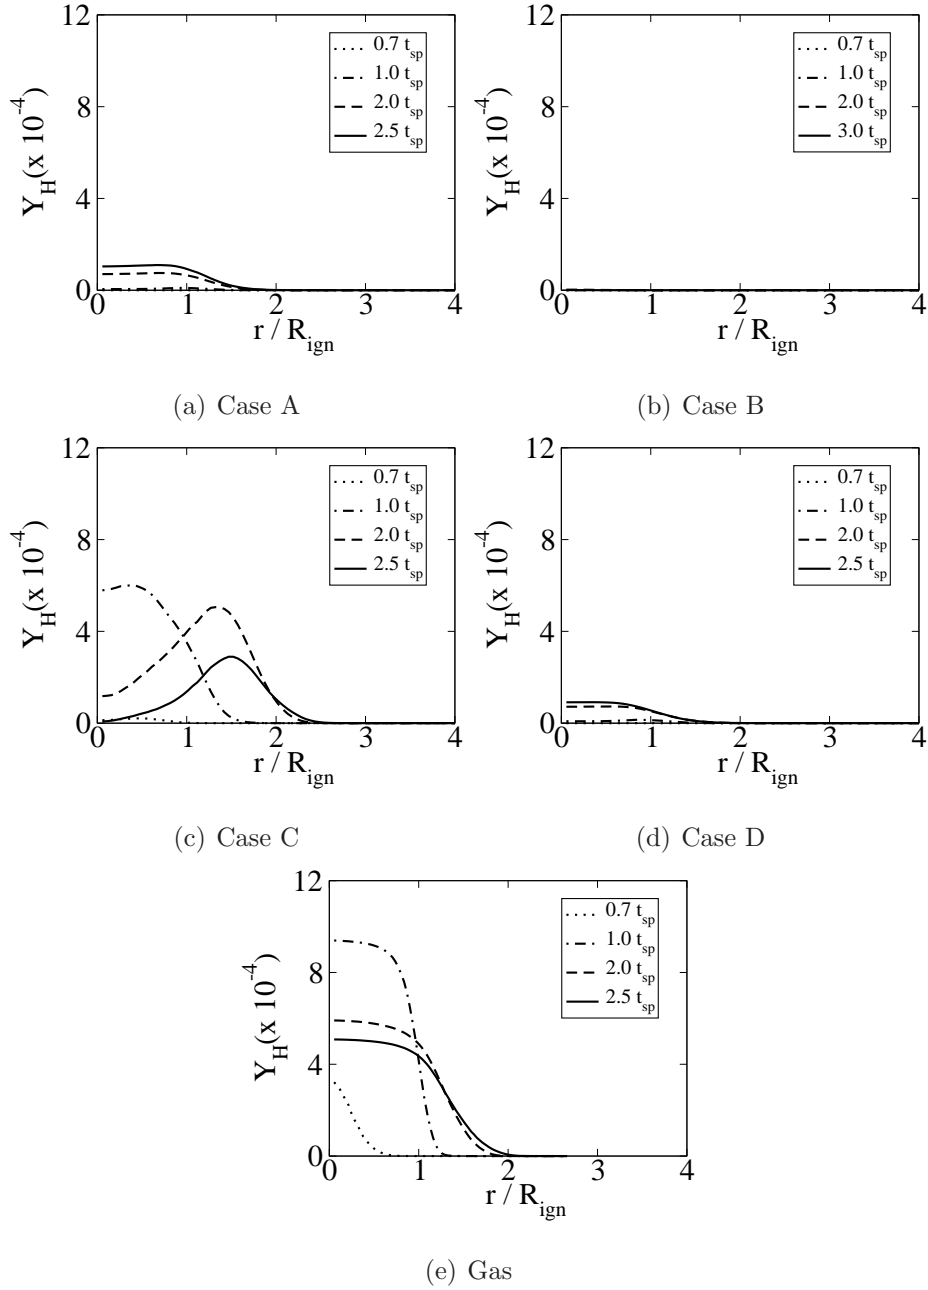 12
8
4
0
Y_H(x 10^-4)
0.7 t_sp
1.0 t_sp
2.0 t_sp
2.5 t_sp
0 1 2 3 4
r / R_ign
(a) Case A
12
8
4
0
Y_H(x 10^-4)
0.7 t_sp
1.0 t_sp
2.0 t_sp
3.0 t_sp
0 1 2 3 4
r / R_ign
(b) Case B
12
8
4
0
Y_H(x 10^-4)
0.7 t_sp
1.0 t_sp
2.0 t_sp
2.5 t_sp
0 1 2 3 4
r / R_ign
(c) Case C
12
8
4
0
Y_H(x 10^-4)
0.7 t_sp
1.0 t_sp
2.0 t_sp
2.5 t_sp
0 1 2 3 4
r / R_ign
(d) Case D
12
8
4
0
Y_H(x 10^-4)
0.7 t_sp
1.0 t_sp
2.0 t_sp
2.5 t_sp
0 1 2 3 4
r / R_ign
(e) Gas